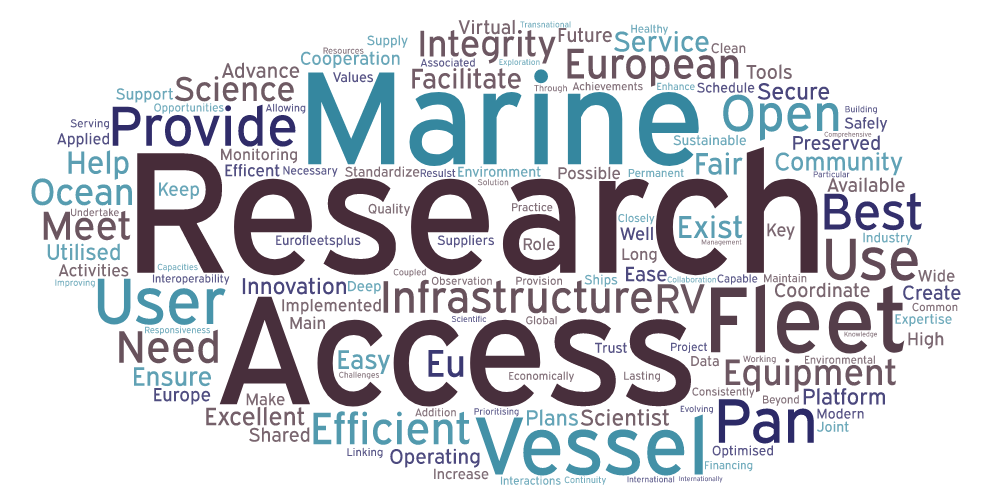 Virtual Transnational
Supply Integrity Future Healthy
Resources Service Clean
Cooperation Associated Exploration European
Advance Values Facilitate Tools
Science Through Achievements Enhance Schedule Secure
Support Marine Open
Opportunities Allowing Building
Serving Provide Safely
Applied Comprehensive
Sustainable Preserved
Help Monitoring Fair Community
Efficent Necessary Standardize Resulst Enviromment Possible Permanent Particular
Ocean Keep Solution Available
Research
Undertake Quality Practice Closely Exist Key Best
Meet Eurofleetsplus Suppliers Role Well Management Industry
Utilised Long Use
Activities Capacities Coupled Ease Wide
Improving Interoperability Observation Provision Ships Collaboration Capable Maintain
User Innovation Deep Infrastructure RV Coordinate Create
Implemented Fleet Common
Responsiveness Main Access Scientific Global Expertise
Need Knowledge High
Easy Eu Trust Project
Challenges Economically Lasting Data Working Environmental
Ensure Equipment
Europe Make Consistently Beyond Platform
Excellent Addition Prioritising Plans Scientist Evolving Pan Modern
Shared Efficient Vessel Joint
Linking Operating Optimised
Increase Interactions Continuity International Internationally Financing